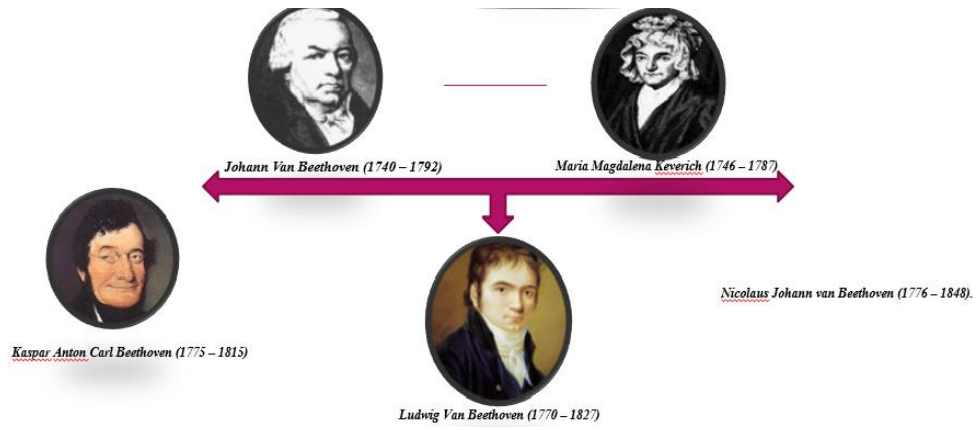 Johann Van Beethoven (1740 – 1792)
Maria Magdalena Keverich (1746 – 1787)
Nicolaus Johann van Beethoven (1776 – 1848).
Kaspar Anton Carl Beethoven (1775 – 1815)
Ludwig Van Beethoven (1770 – 1827)